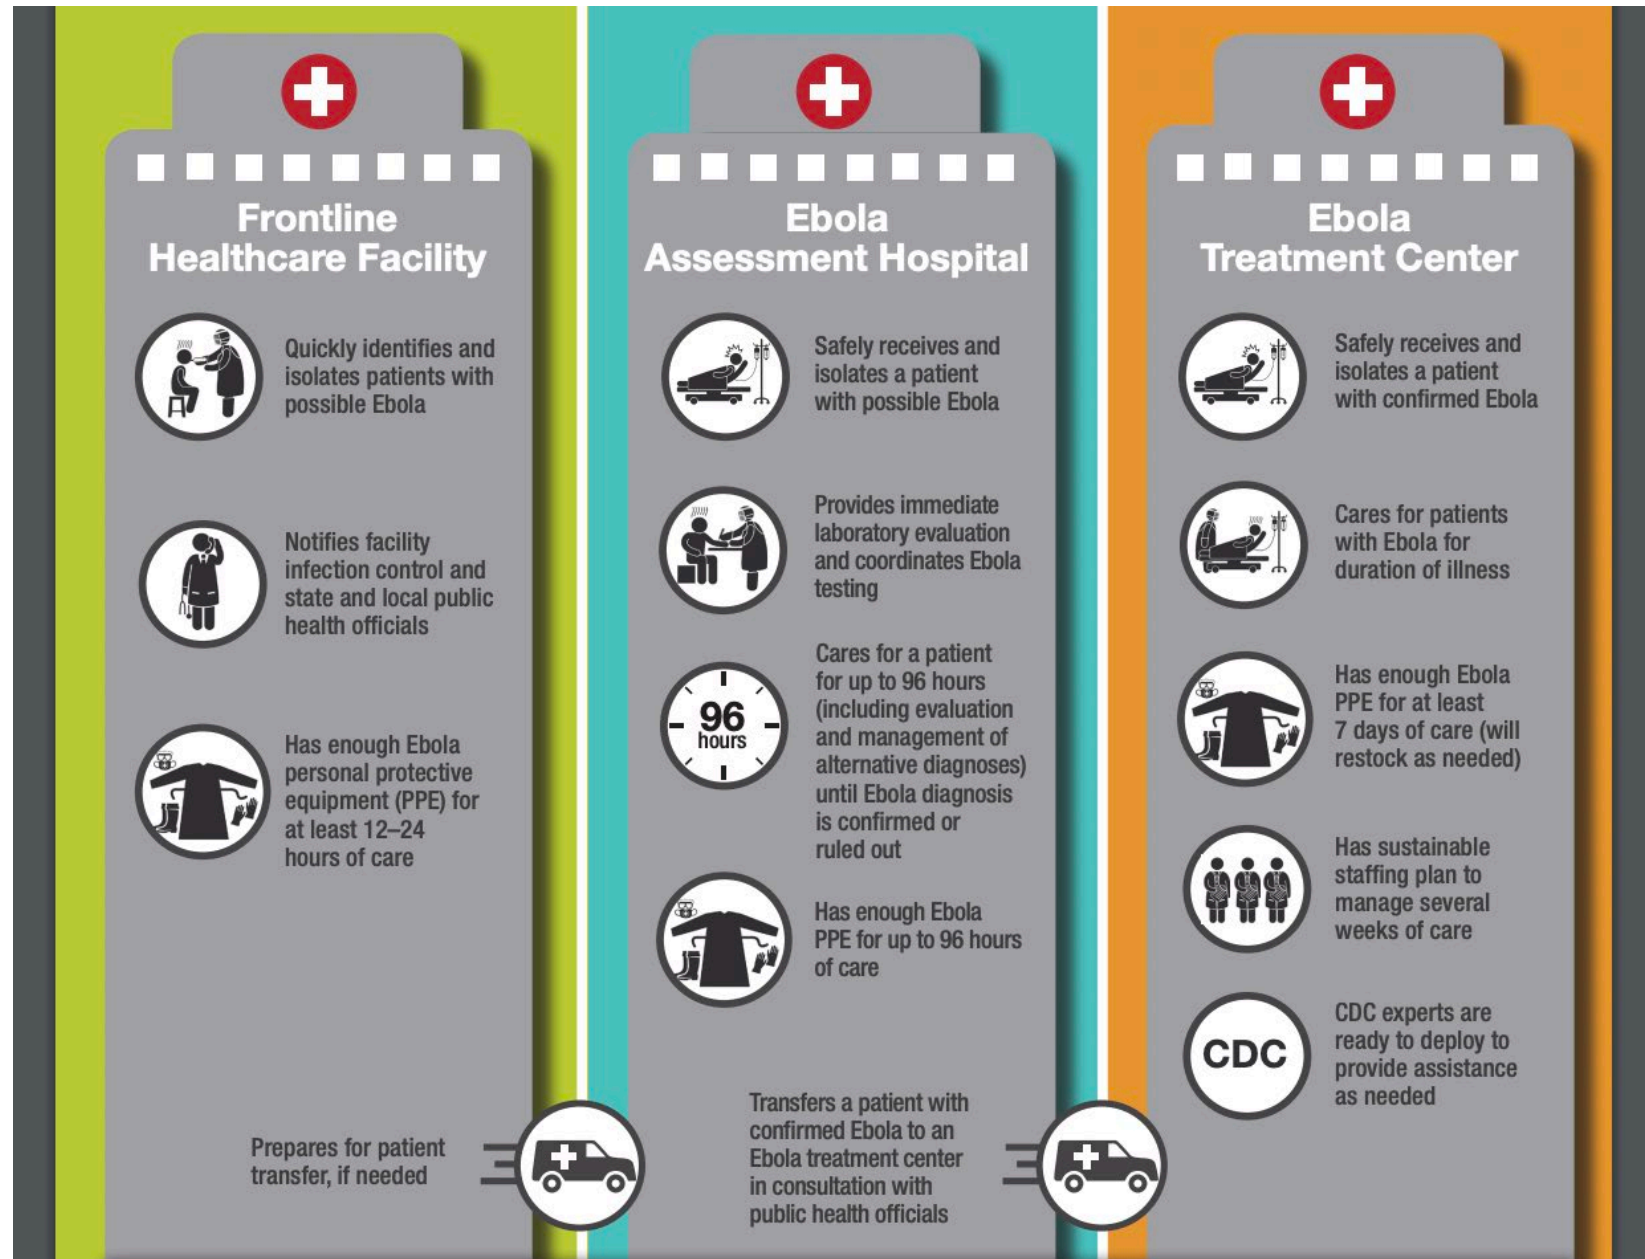 Frontline
Healthcare Facility
Quickly identifies and
isolates patients with
possible Ebola
Notifies facility
infection control and
state and local public
health officials
Has enough Ebola
personal protective
equipment (PPE) for
at least 12–24
hours of care
Prepares for patient
transfer, if needed
Ebola
Assessment Hospital
Safely receives and
isolates a patient
with possible Ebola
Provides immediate
laboratory evaluation
and coordinates Ebola
testing
96
hours
Cares for a patient
for up to 96 hours
(including evaluation
and management of
alternative diagnoses)
until Ebola diagnosis
is confirmed or
ruled out
Has enough Ebola
PPE for up to 96 hours
of care
Transfers a patient with
confirmed Ebola to an
Ebola treatment center
in consultation with
public health officials
Ebola
Treatment Center
Safely receives and
isolates a patient
with confirmed Ebola
Cares for patients
with Ebola for
duration of illness
Has enough Ebola
PPE for at least
7 days of care (will
restock as needed)
Has sustainable
staffing plan to
manage several
weeks of care
CDC
CDC experts are
ready to deploy to
provide assistance
as needed